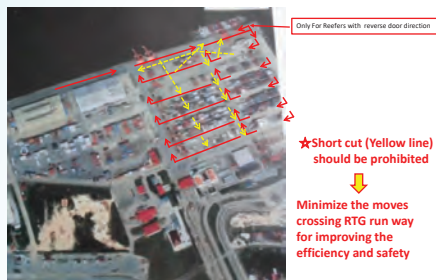 Only For Reefers with reverse door direction
Short cut (Yellow line)
should be prohibited
Minimize the moves
crossing RTG run way
for improving the
efficiency and safety